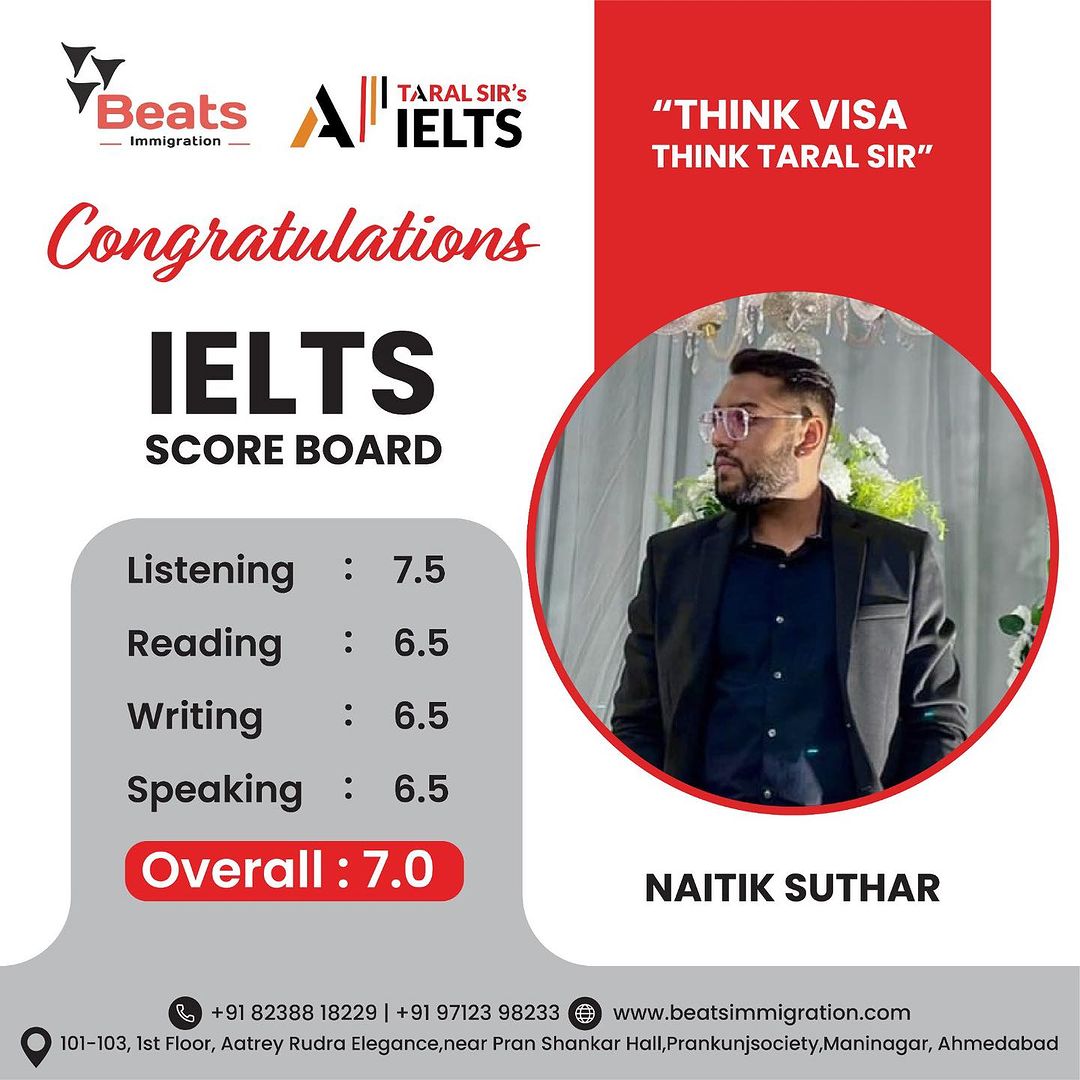 Beats
Immigration
TARAL SIR's
IELTS
"THINK VISA
THINK TARAL SIR"
Congratulations
IELTS
SCORE BOARD
Listening : 7.5
Reading : 6.5
Writing : 6.5
Speaking : 6.5
Overall : 7.0
NAITIK SUTHAR
+91 82388 18229 | +91 97123 98233 www.beatsimmigration.com
101-103, 1st Floor, Aatrey Rudra Elegance,near Pran Shankar Hall,Prankunjsociety,Maninagar, Ahmedabad